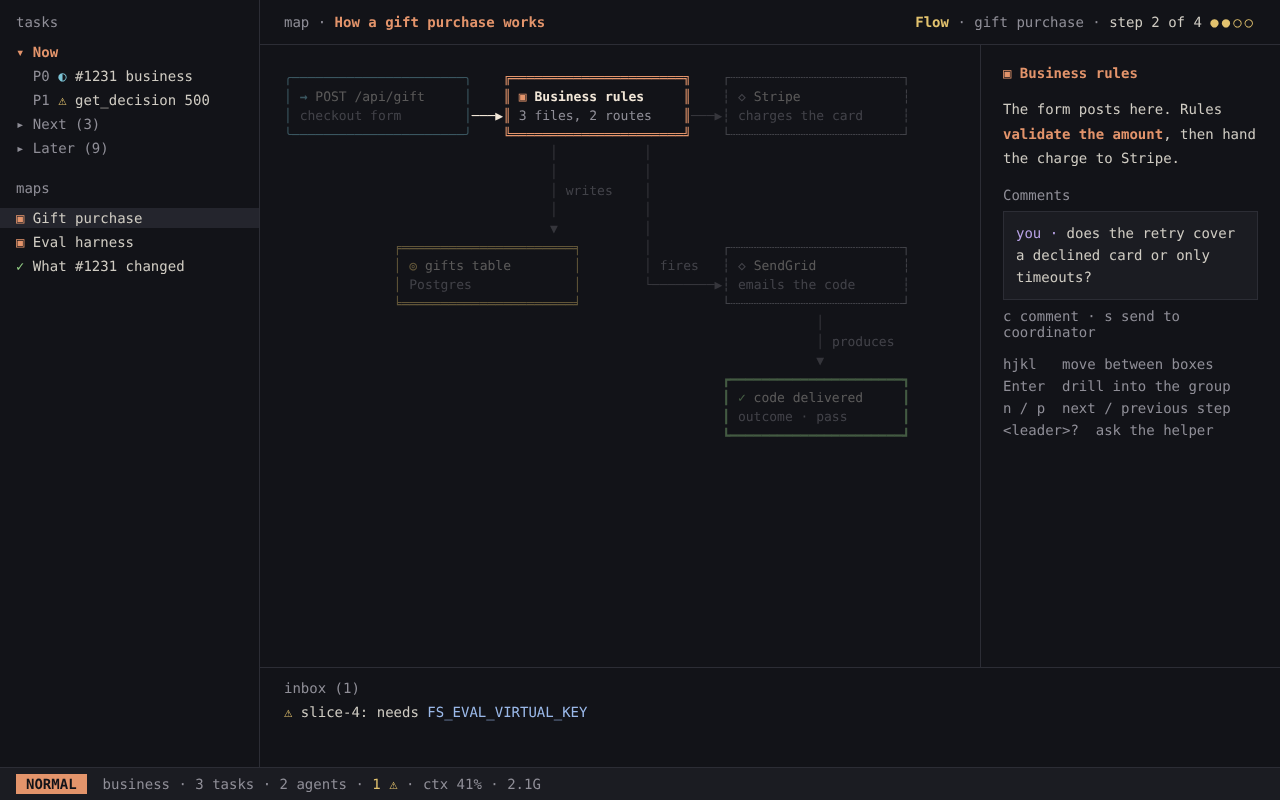 tasks
▾ Now
P0 ◐ #1231 business
P1 ⚠ get_decision 500
▸ Next (3)
▸ Later (9)
maps
▣ Gift purchase
▣ Eval harness
✓ What #1231 changed
map · How a gift purchase works
Flow · gift purchase · step 2 of 4 ●●○○
→ POST /api/gift
checkout form
▣ Business rules
3 files, 2 routes
◇ Stripe
charges the card
writes
◎ gifts table
Postgres
fires
◇ SendGrid
emails the code
produces
✓ code delivered
outcome · pass
▣ Business rules
The form posts here. Rules
validate the amount, then hand
the charge to Stripe.
Comments
you · does the retry cover
a declined card or only
timeouts?
c comment · s send to
coordinator
hjkl move between boxes
Enter drill into the group
n / p next / previous step
<leader>? ask the helper
inbox (1)
⚠ slice-4: needs FS_EVAL_VIRTUAL_KEY
NORMAL business · 3 tasks · 2 agents · 1 ⚠ · ctx 41% · 2.1G